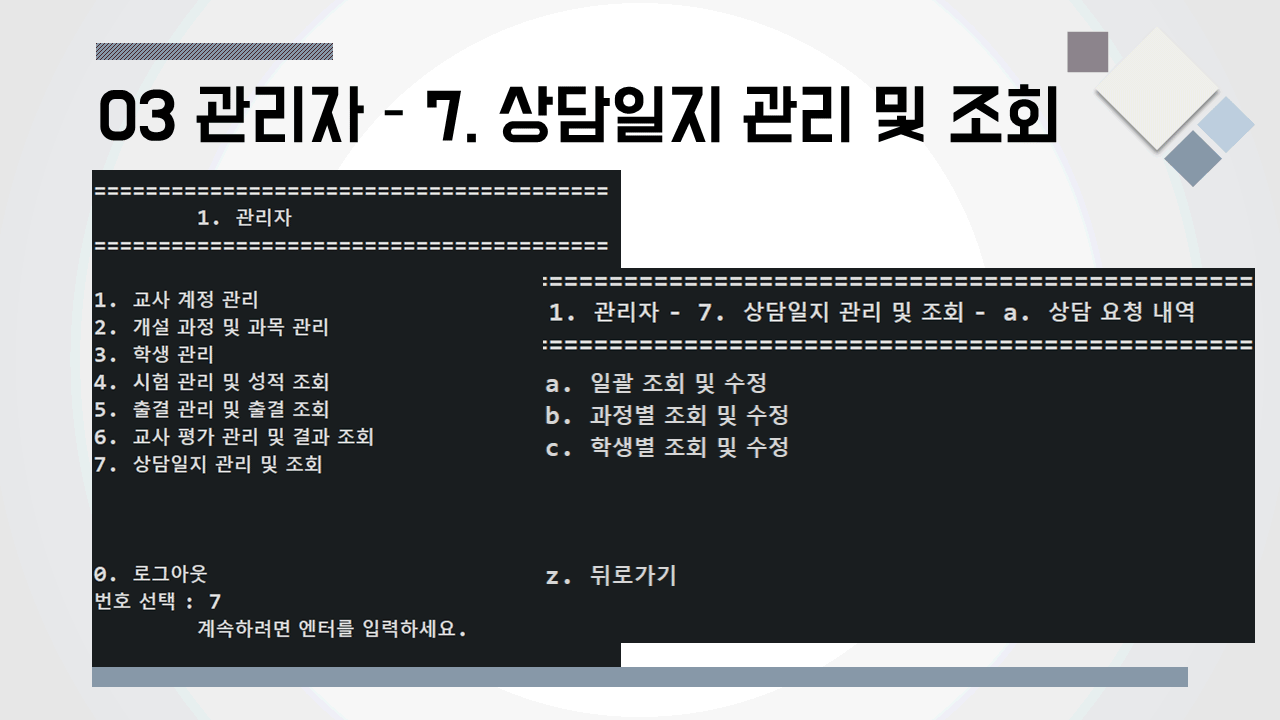 03 관리자 - 7. 상담일지 관리 및 조회
========================================
1. 관리자
========================================
1. 교사 계정 관리
2. 개설 과정 및 과목 관리
3. 학생 관리
4. 시험 관리 및 성적 조회
5. 출결 관리 및 출결 조회
6. 교사 평가 관리 및 결과 조회
7. 상담일지 관리 및 조회
0. 로그아웃
번호 선택 : 7
계속하려면 엔터를 입력하세요.
================================================
1. 관리자 - 7. 상담일지 관리 및 조회 - a. 상담 요청 내역
================================================
a. 일괄 조회 및 수정
b. 과정별 조회 및 수정
c. 학생별 조회 및 수정
z. 뒤로가기